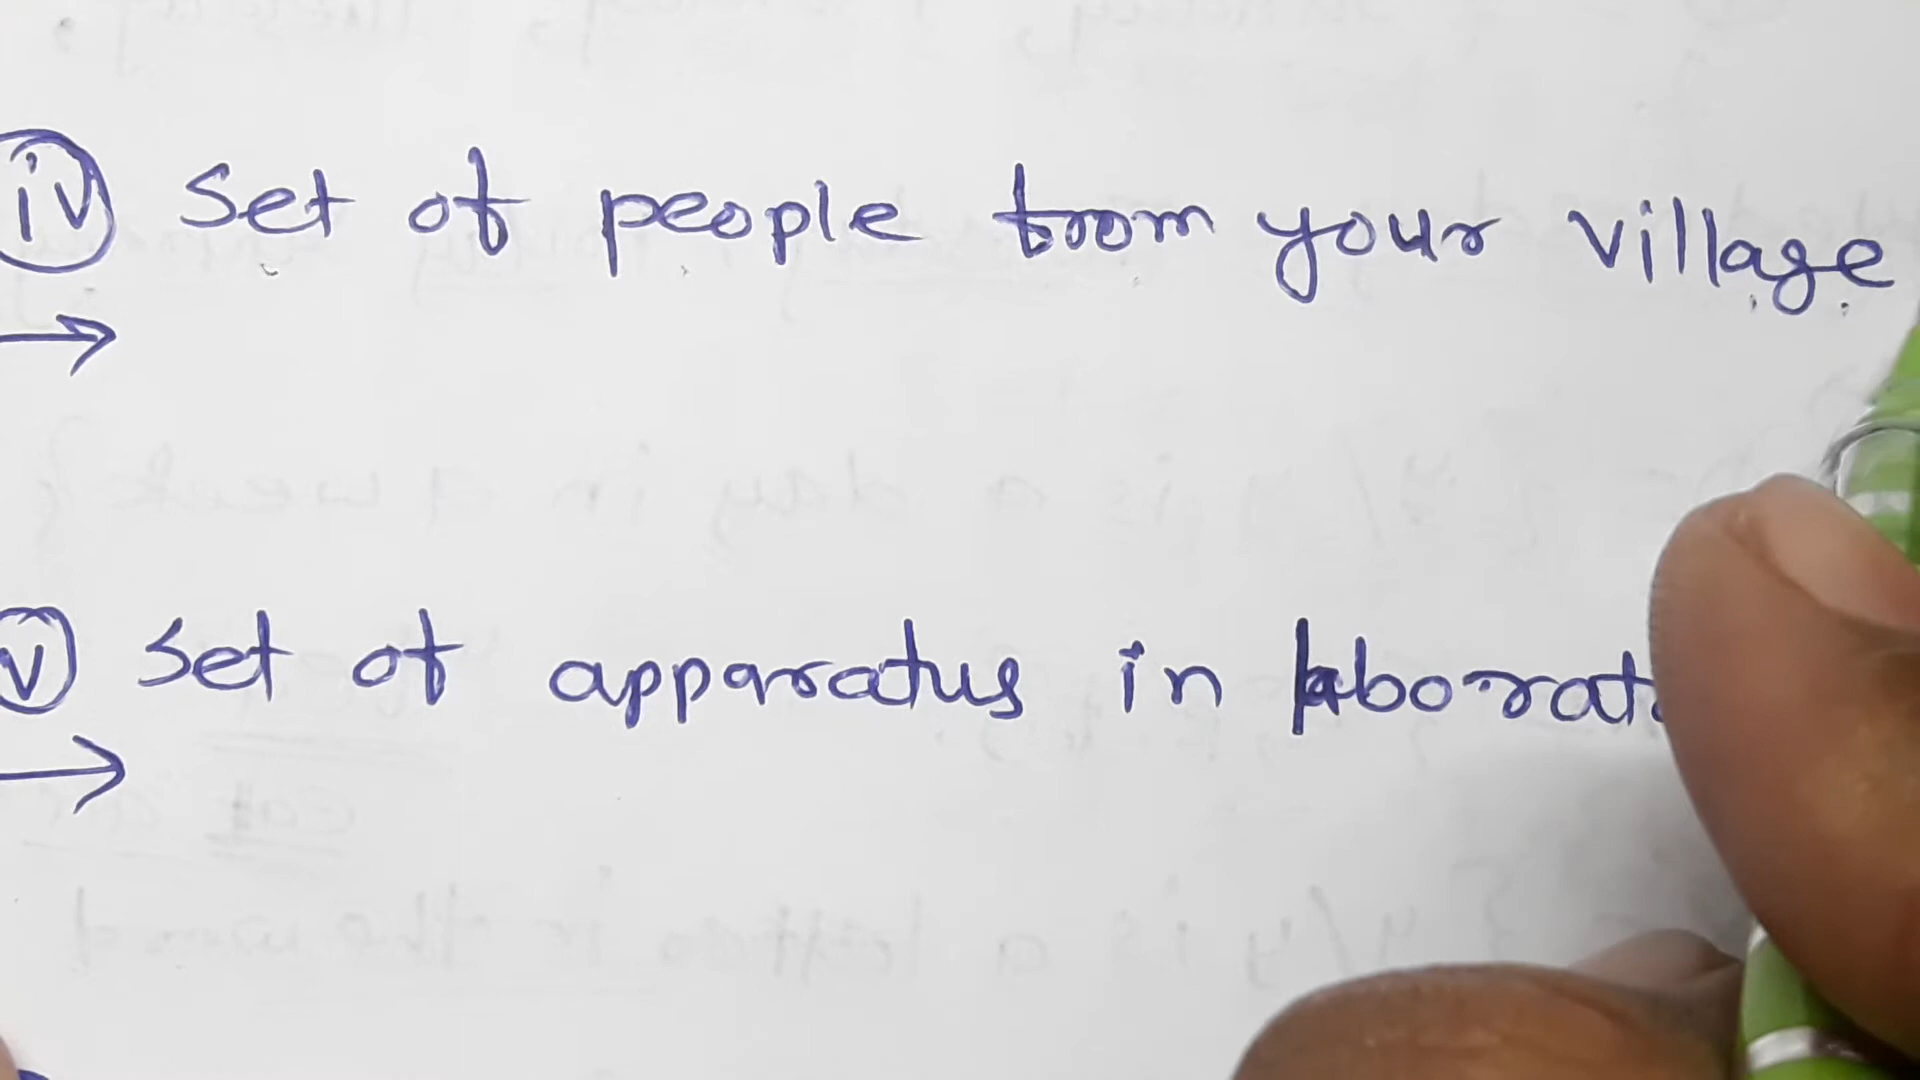 iv Set of people from your village
→
v Set of apparatus in laborat
→